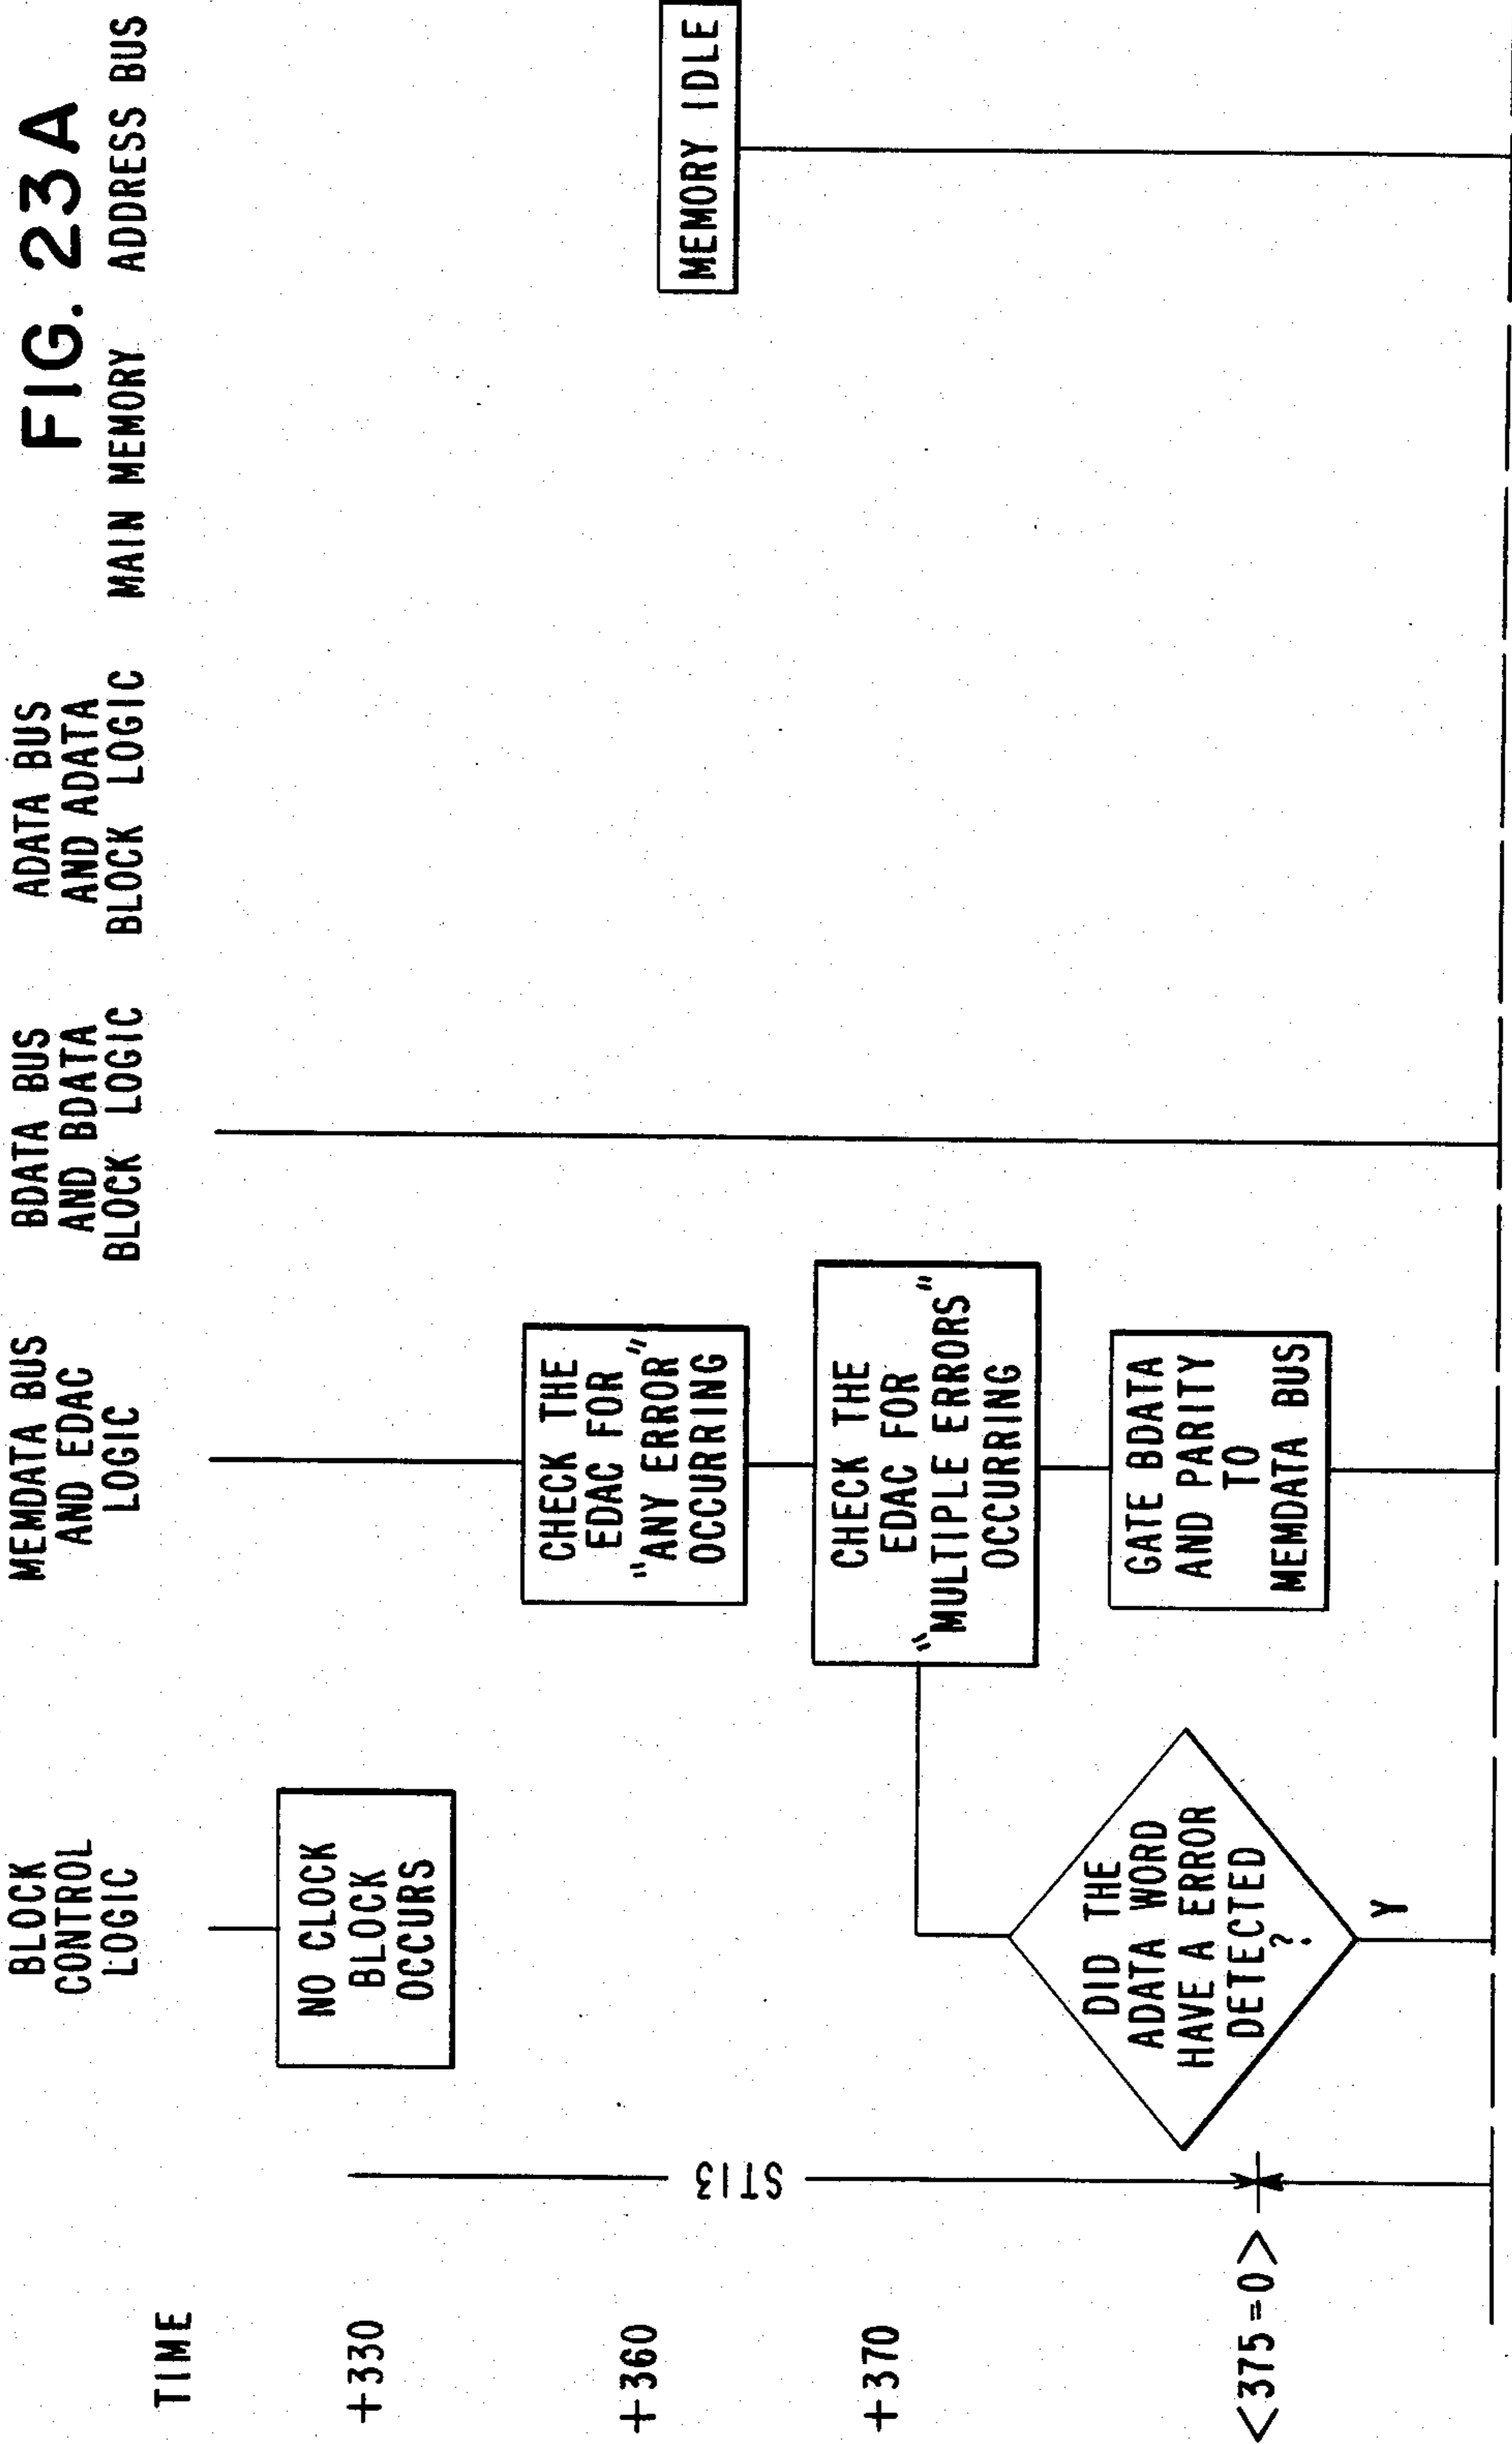 FIG. 23A
TIME
BLOCK
CONTROL
LOGIC
MEMDATA BUS
AND EDAC
LOGIC
BDATA BUS
AND BDATA
BLOCK LOGIC
ADATA BUS
AND ADATA
BLOCK LOGIC
MAIN MEMORY
ADDRESS BUS
+330
NO CLOCK
BLOCK
OCCURS
+360
CHECK THE
EDAC FOR
"ANY ERROR"
OCCURRING
MEMORY IDLE
ST13
+370
CHECK THE
EDAC FOR
"MULTIPLE ERRORS"
OCCURRING
DID THE
ADATA WORD
HAVE A ERROR
DETECTED
?
GATE BDATA
AND PARITY
TO
MEMDATA BUS
<375=0>
Y